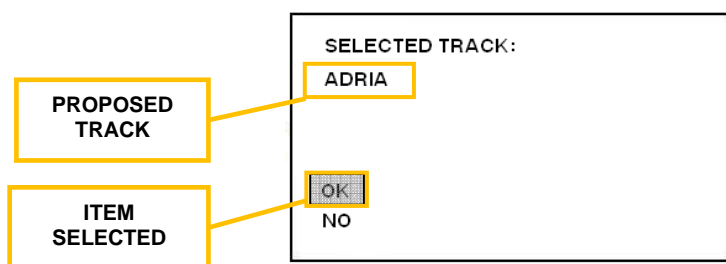 SELECTED TRACK:
ADRIA
PROPOSED
TRACK
OK
NO
ITEM
SELECTED